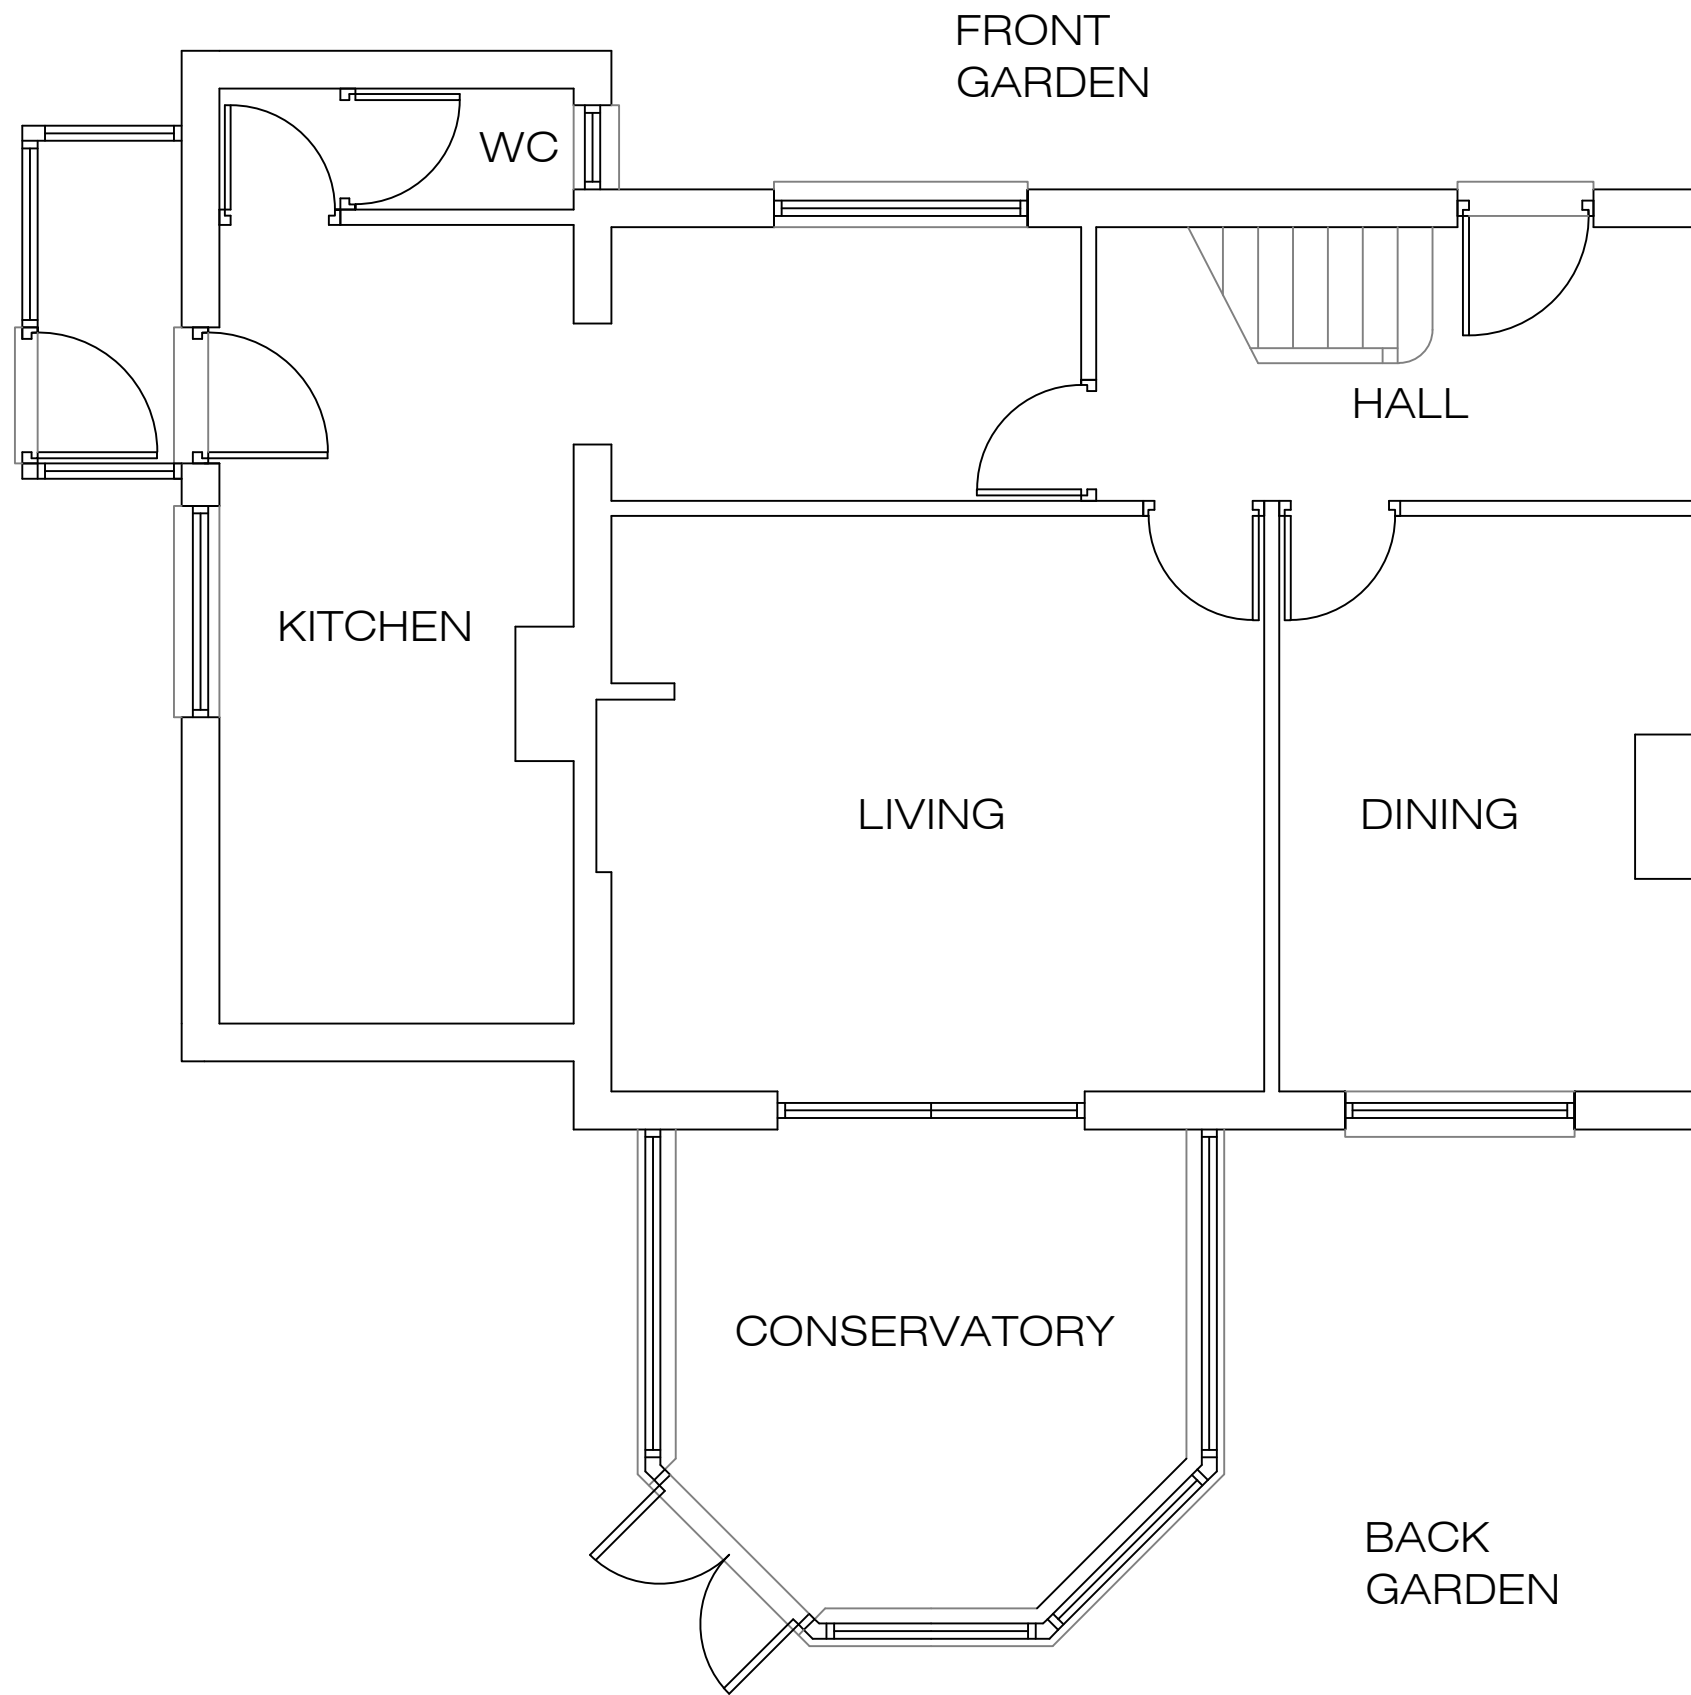 FRONT
GARDEN
WC
HALL
KITCHEN
LIVING
DINING
CONSERVATORY
BACK
GARDEN